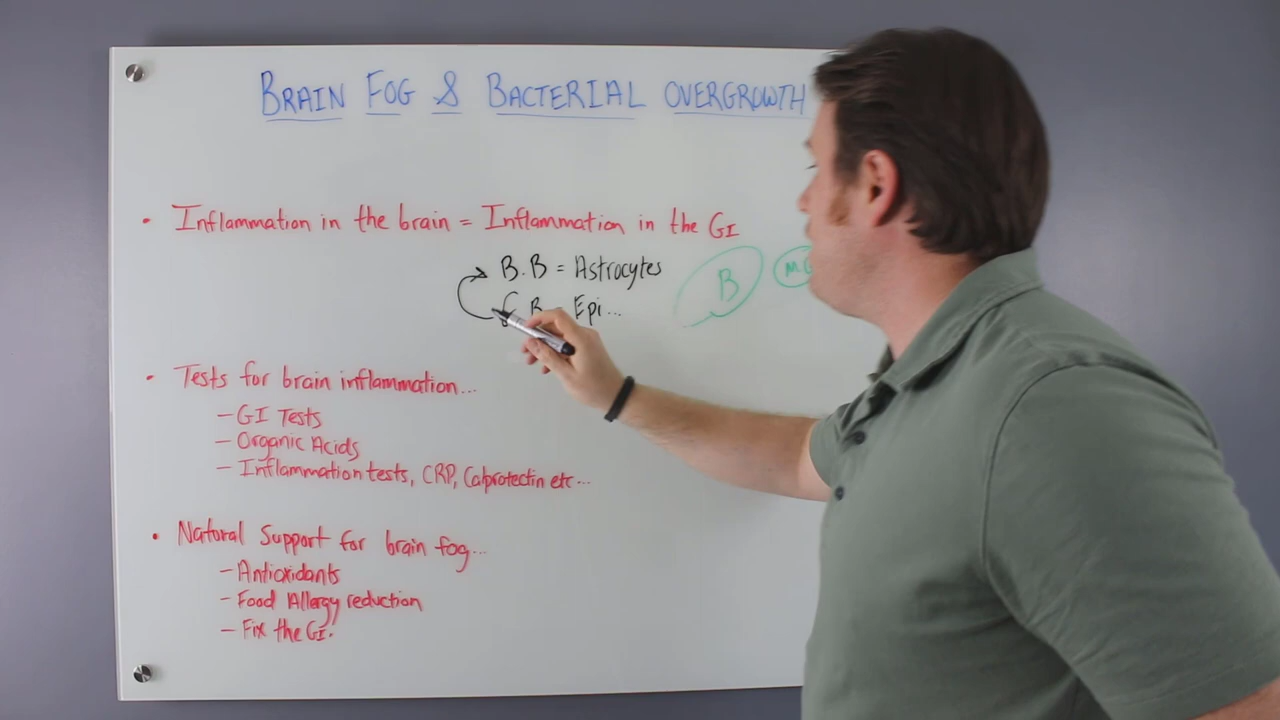 BRAIN FOG & BACTERIAL OVERGROWTH
• Inflammation in the brain = Inflammation in the GI
B.B = Astrocytes
B Epi...
B
• Tests for brain inflammation...
- GI Tests
- Organic Acids
- Inflammation tests, CRP, Calprotectin etc...
• Natural Support for brain fog...
- Antioxidants
- Food Allergy reduction
- Fix the GI.